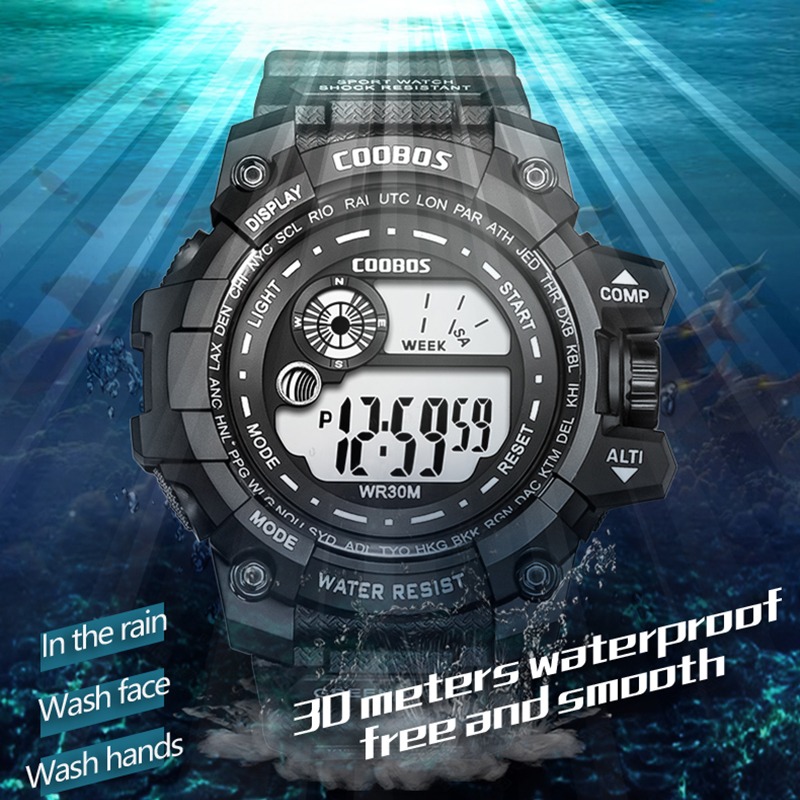 SPORT WATCH
SHOCK RESISTANT
COOBOS
DISPLAY
DEN CHI NYC SCL RIO RAI UTC LON PAR ATH JED THR DXB KBL KHI DEL KTM DAC RGN BKK HKG TYO ADL SYD NOU WLG PPG HNL ANC LAX
COOBOS
LIGHT
START
COMP
N
W E
S
SA
WEEK
P 12:59 59
MODE
RESET
ALTI
WR30M
MODE
WATER RESIST
In the rain
Wash face
Wash hands
30 meters waterproof
free and smooth